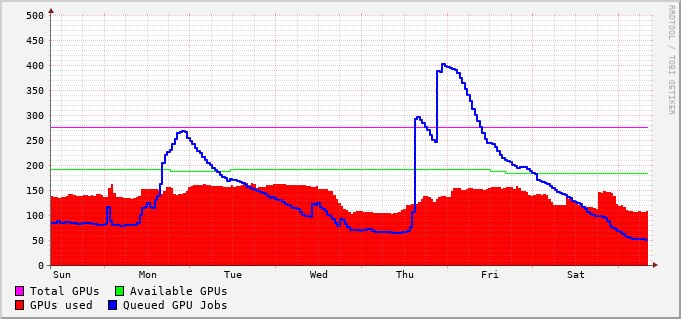 500
450
400
350
300
250
200
150
100
50
0
Sun Mon Tue Wed Thu Fri Sat
Total GPUs Available GPUs
GPUs used Queued GPU Jobs
RRDTOOL / TOBI OETIKER